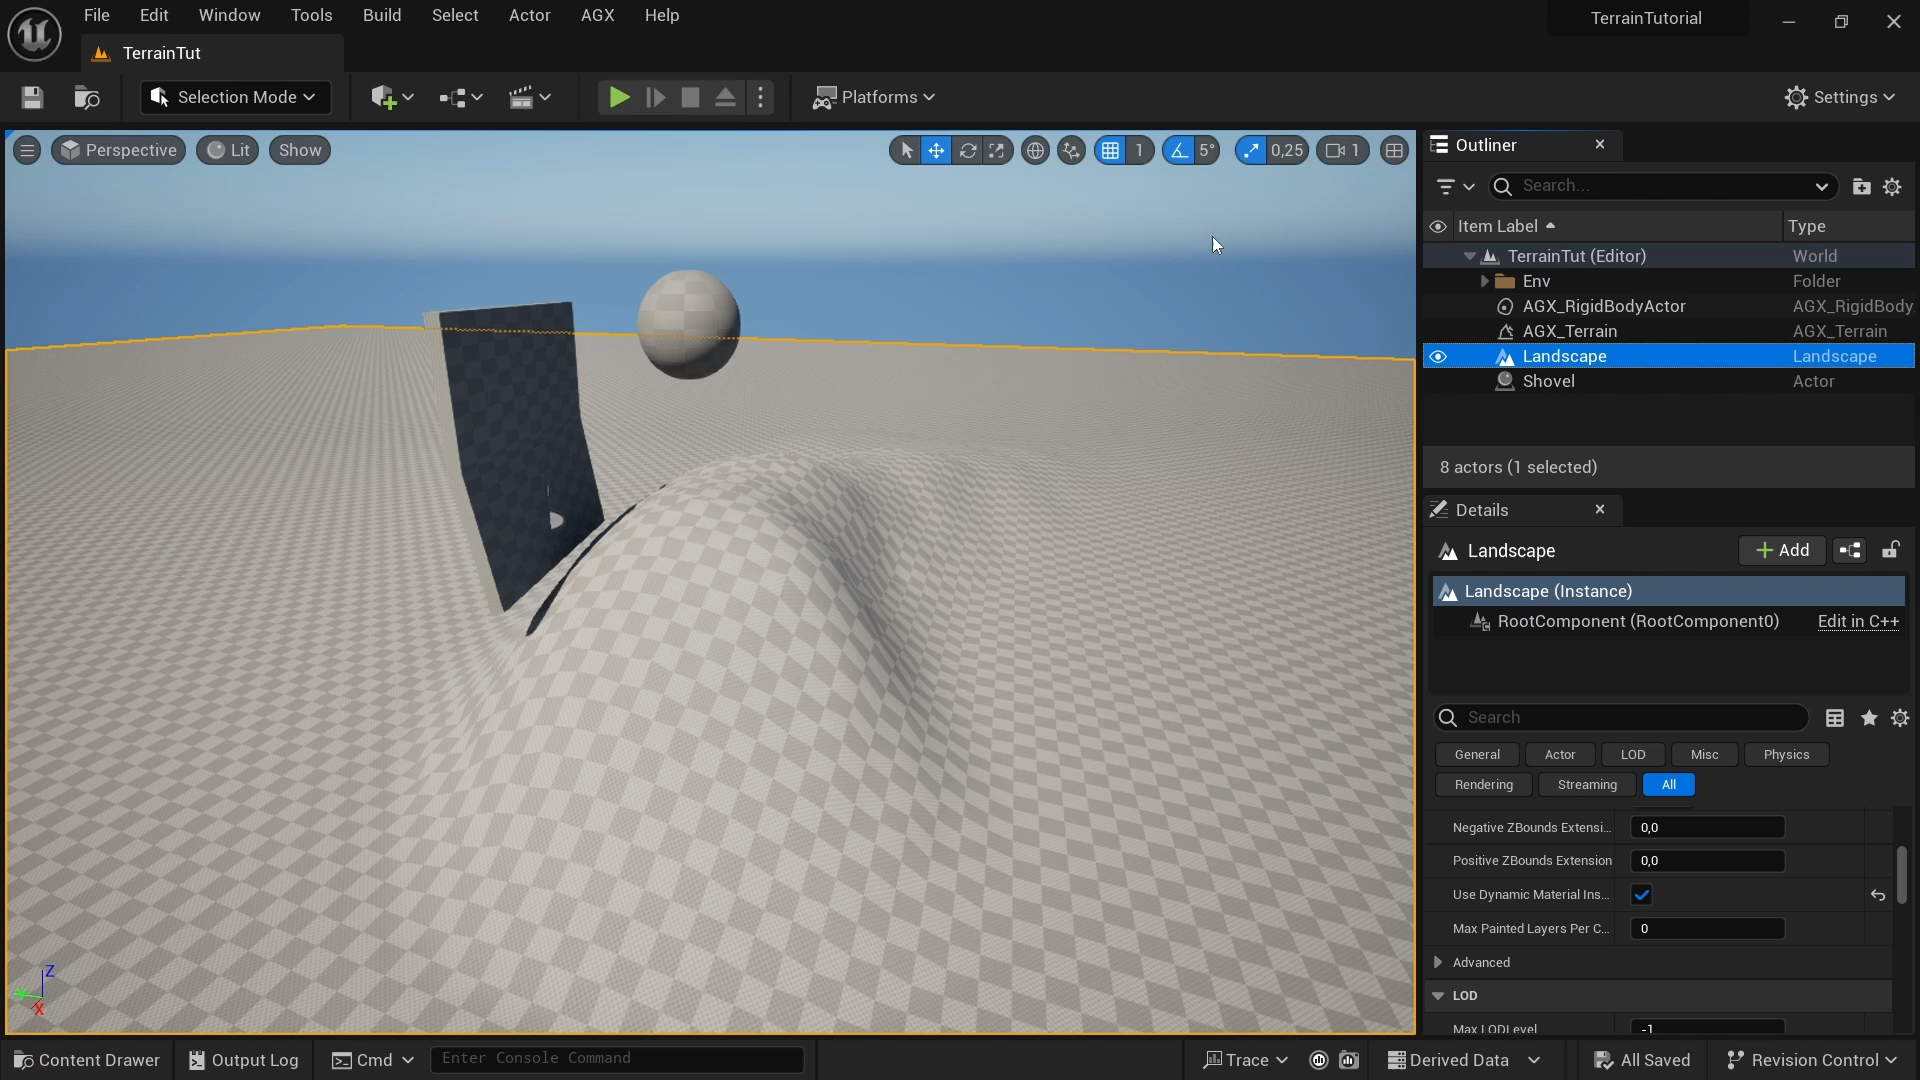 File Edit Window Tools Build Select Actor AGX Help
TerrainTutorial
TerrainTut
Selection Mode
Platforms
Settings
Perspective Lit Show
1 5° 0,25 1
Outliner
Search...
Item Label Type
TerrainTut (Editor) World
Env Folder
AGX_RigidBodyActor AGX_RigidBody
AGX_Terrain AGX_Terrain
Landscape Landscape
Shovel Actor
8 actors (1 selected)
Details
Landscape
Add
Landscape (Instance)
RootComponent (RootComponent0) Edit in C++
Search
General Actor LOD Misc Physics
Rendering Streaming All
Negative ZBounds Extensi... 0,0
Positive ZBounds Extension 0,0
Use Dynamic Material Ins...
Max Painted Layers Per C... 0
Advanced
LOD
Max LODLevel -1
Z
X
Content Drawer Output Log Cmd Enter Console Command Trace Derived Data All Saved Revision Control